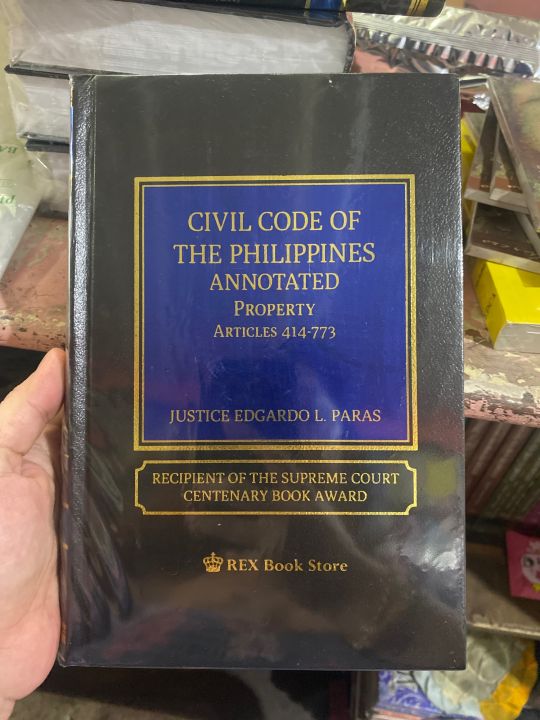 CIVIL CODE OF
THE PHILIPPINES
ANNOTATED
PROPERTY
ARTICLES 414-773
JUSTICE EDGARDO L. PARAS
RECIPIENT OF THE SUPREME COURT
CENTENARY BOOK AWARD
REX Book Store